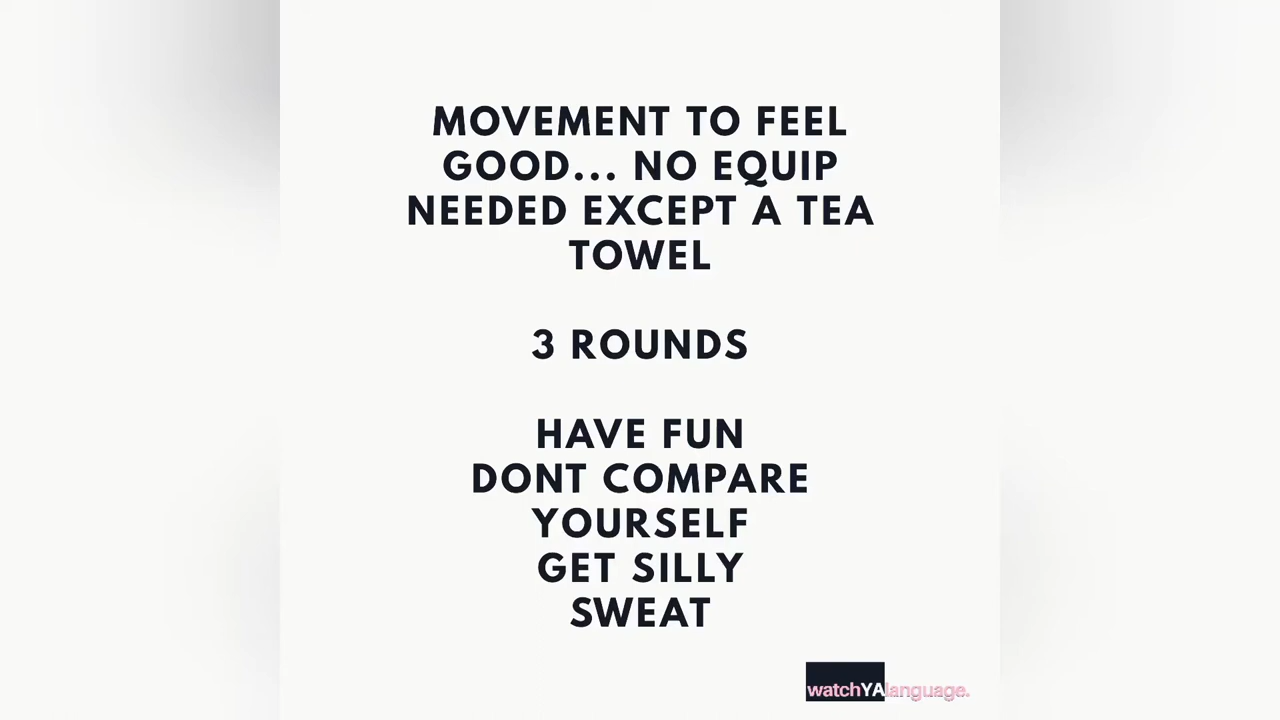 MOVEMENT TO FEEL
GOOD... NO EQUIP
NEEDED EXCEPT A TEA
TOWEL
3 ROUNDS
HAVE FUN
DONT COMPARE
YOURSELF
GET SILLY
SWEAT
watchYAlanguage.